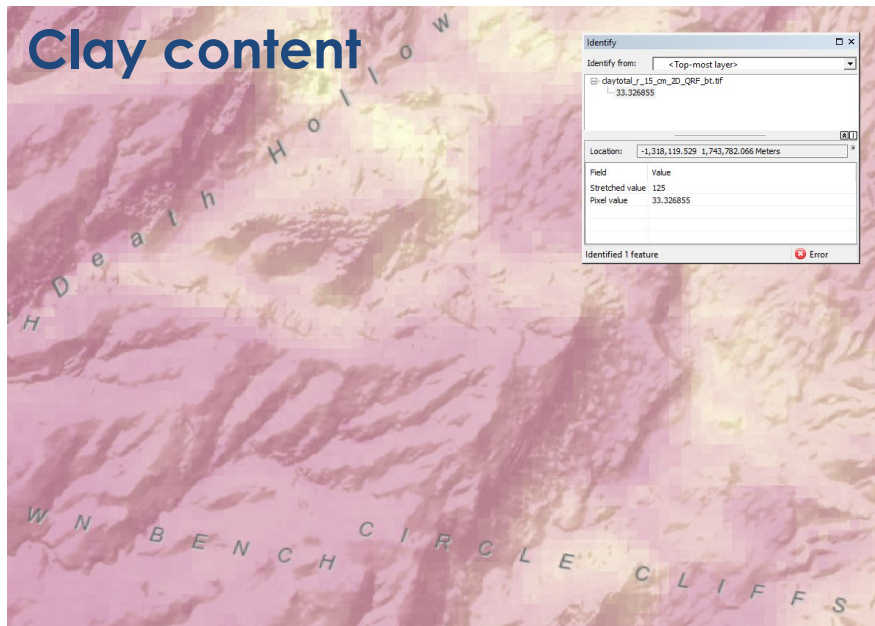 Clay content
Identify
Identify from: <Top-most layer>
claytotal_r_15_cm_2D_QRF_bt.tif
33.326855
Location: -1,318,119.529 1,743,782.066 Meters
Field Value
Stretched value 125
Pixel value 33.326855
Identified 1 feature Error
H Death Hollow
WN BENCH
CIRCLE CLIFFS